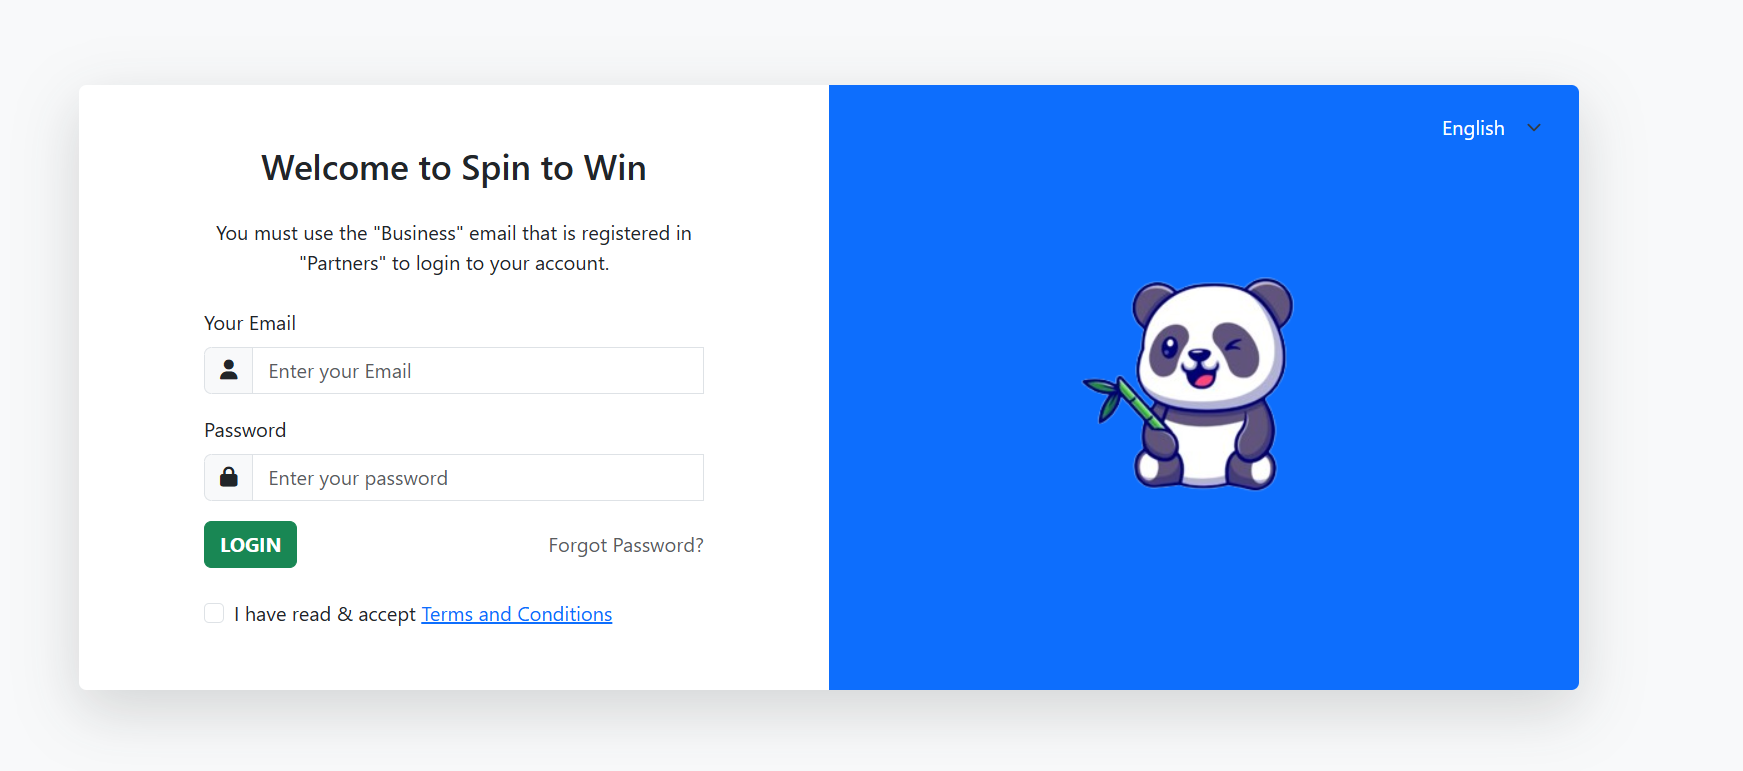 English
Welcome to Spin to Win
You must use the "Business" email that is registered in
"Partners" to login to your account.
Your Email
Enter your Email
Password
Enter your password
LOGIN
Forgot Password?
I have read & accept Terms and Conditions